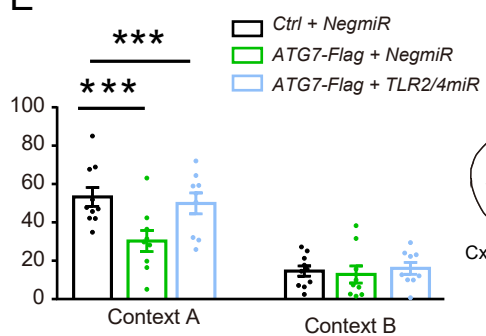 E
Ctrl + NegmiR
ATG7-Flag + NegmiR
ATG7-Flag + TLR2/4miR
***
***
100
80
60
40
20
0
Context A
Context B
Cx